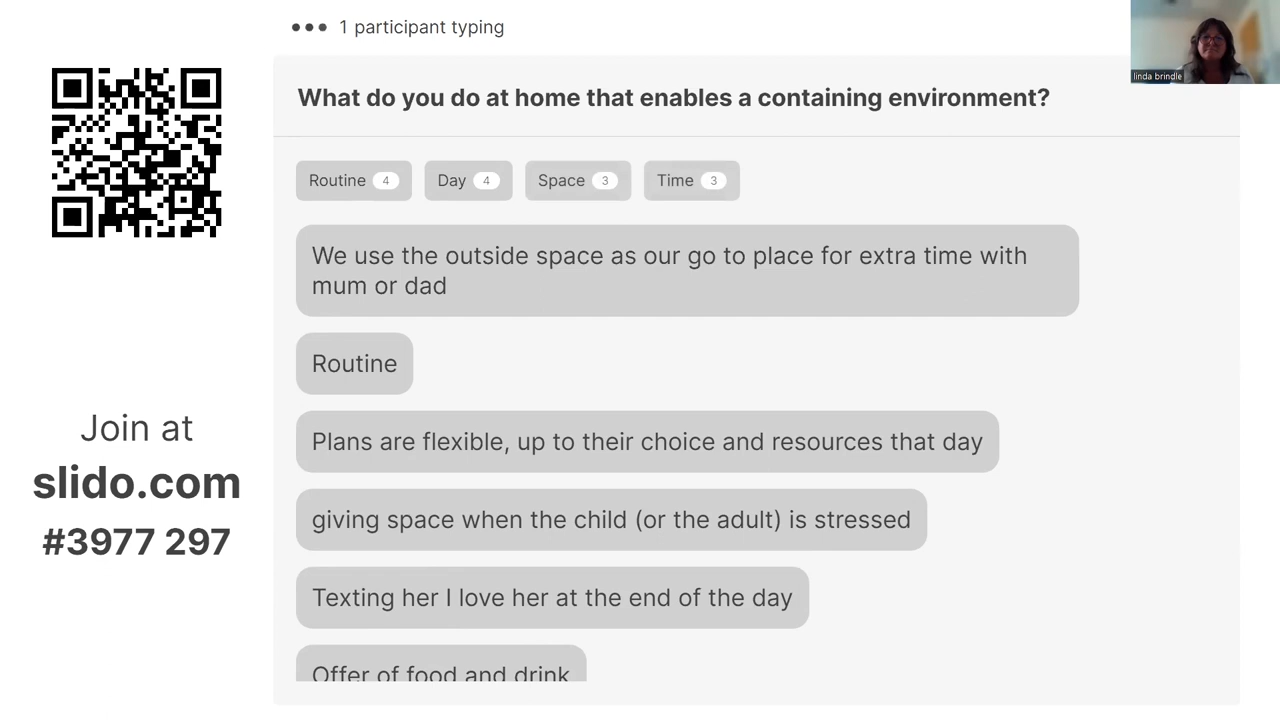 ••• 1 participant typing
linda brindle
What do you do at home that enables a containing environment?
Routine 4 Day 4 Space 3 Time 3
We use the outside space as our go to place for extra time with
mum or dad
Routine
Plans are flexible, up to their choice and resources that day
giving space when the child (or the adult) is stressed
Texting her I love her at the end of the day
Offer of food and drink
Join at
slido.com
#3977 297